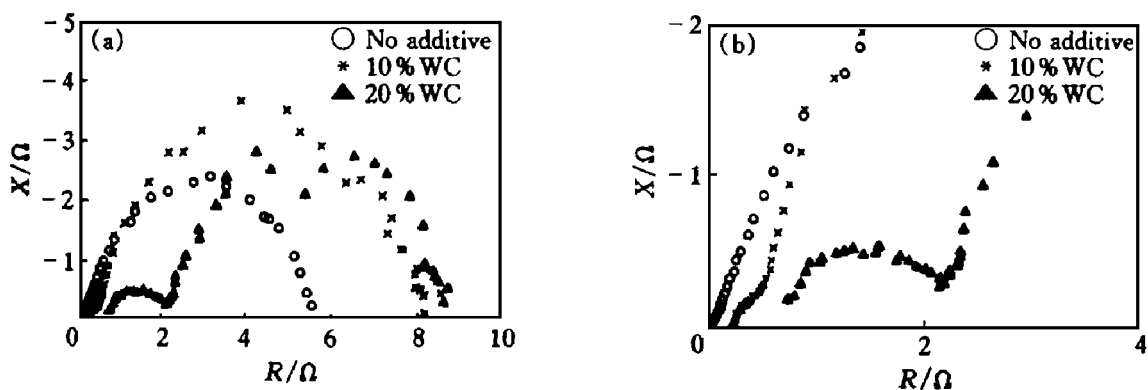 (a)
○ No additive
* 10% WC
▲ 20% WC
-5
-4
-3
-2
-1
X/Ω
0 2 4 6 8 10
R/Ω
(b)
○ No additive
* 10% WC
▲ 20% WC
-2
-1
0
X/Ω
0 2 4
R/Ω